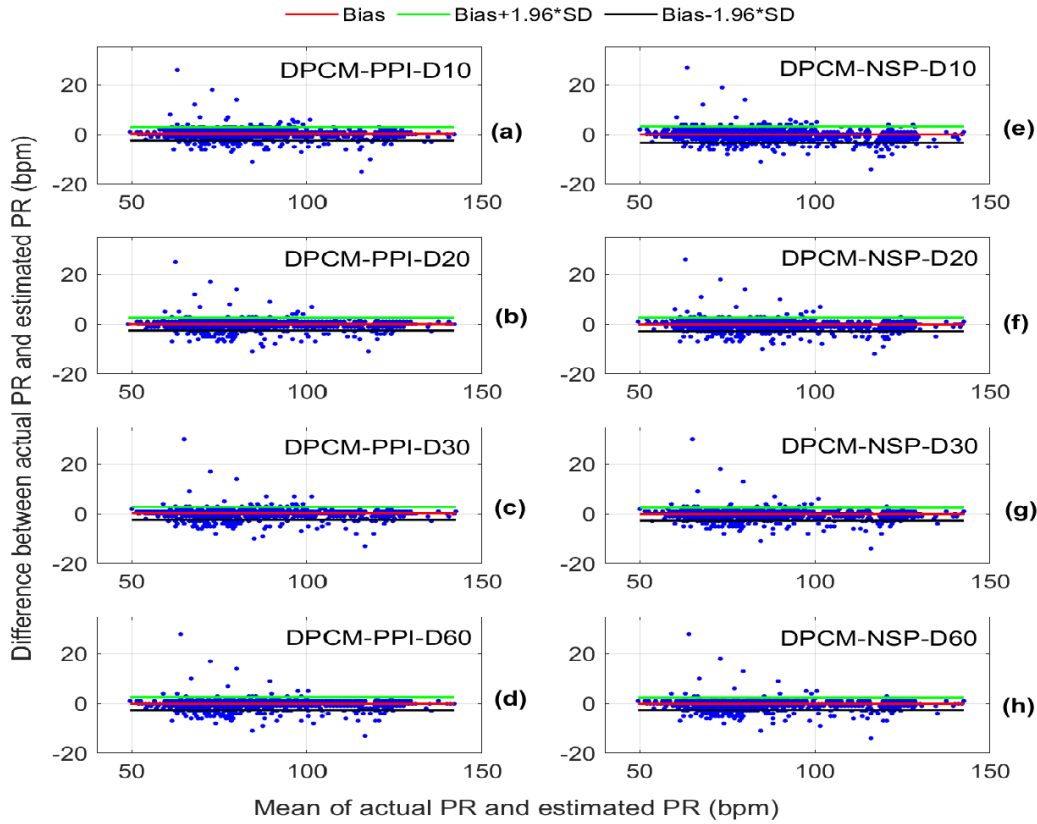 Bias Bias+1.96*SD Bias-1.96*SD
Difference between actual PR and estimated PR (bpm)
DPCM-PPI-D10
20
0
-20
50 100 150
(a)
DPCM-NSP-D10
20
0
-20
50 100 150
(e)
DPCM-PPI-D20
20
0
-20
50 100 150
(b)
DPCM-NSP-D20
20
0
-20
50 100 150
(f)
DPCM-PPI-D30
20
0
-20
50 100 150
(c)
DPCM-NSP-D30
20
0
-20
50 100 150
(g)
DPCM-PPI-D60
20
0
-20
50 100 150
(d)
DPCM-NSP-D60
20
0
-20
50 100 150
(h)
Mean of actual PR and estimated PR (bpm)